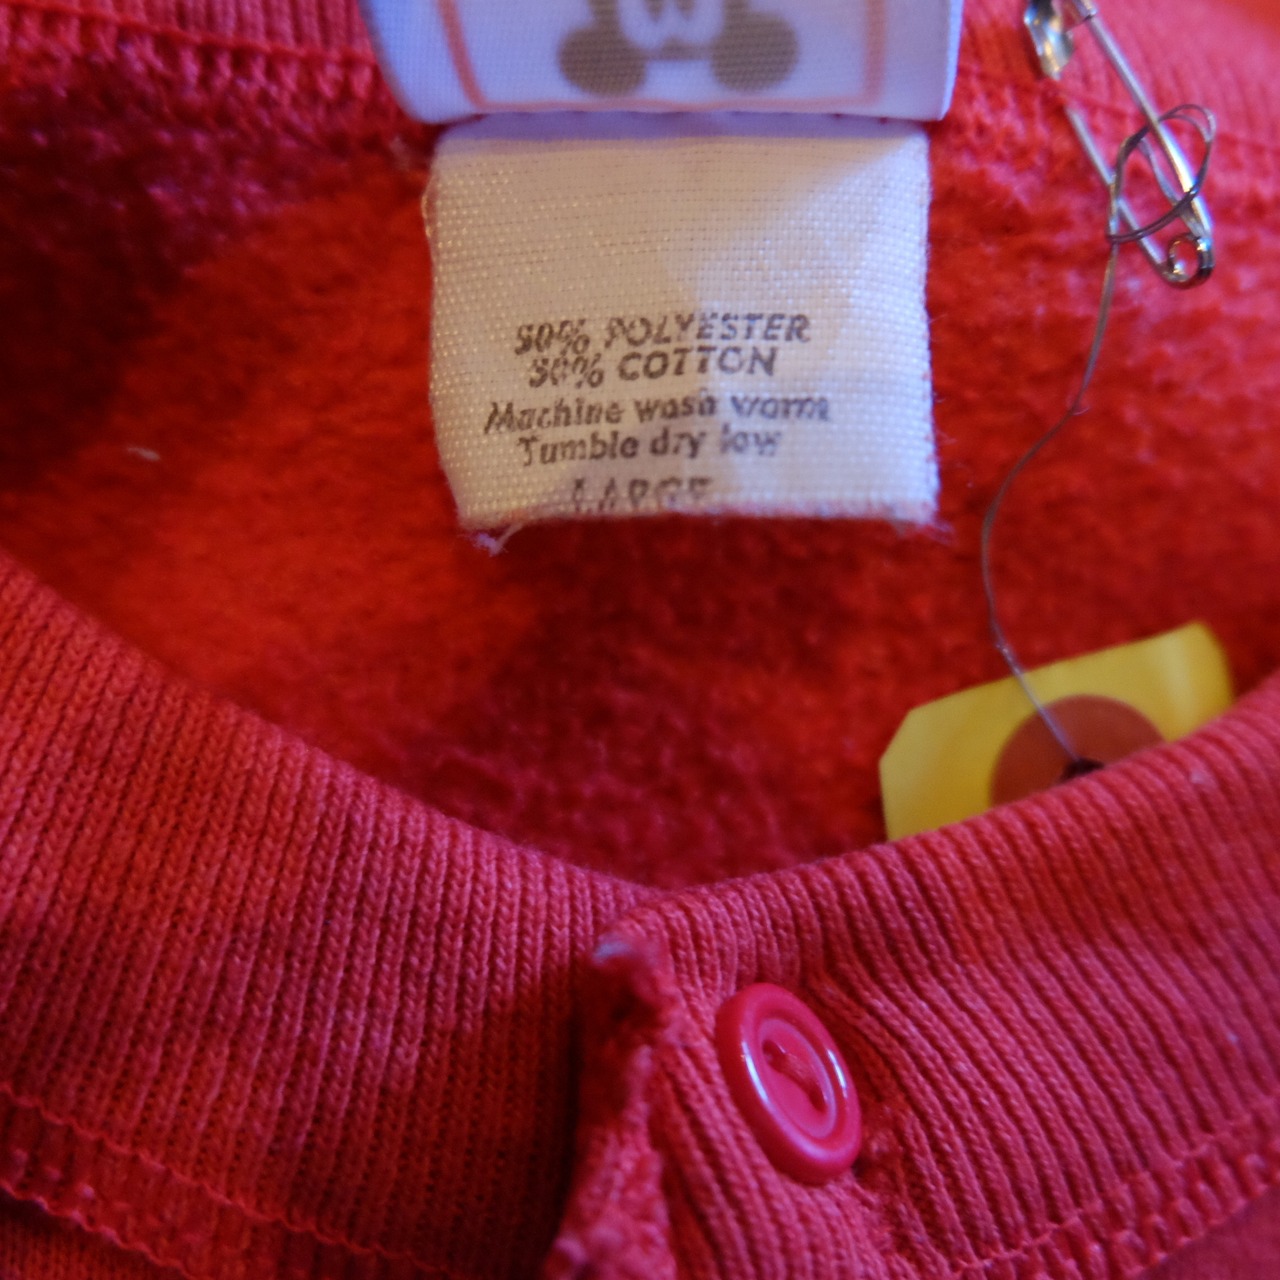 W
50% POLYESTER
50% COTTON
Machine wash warm
Tumble dry low
LARGE